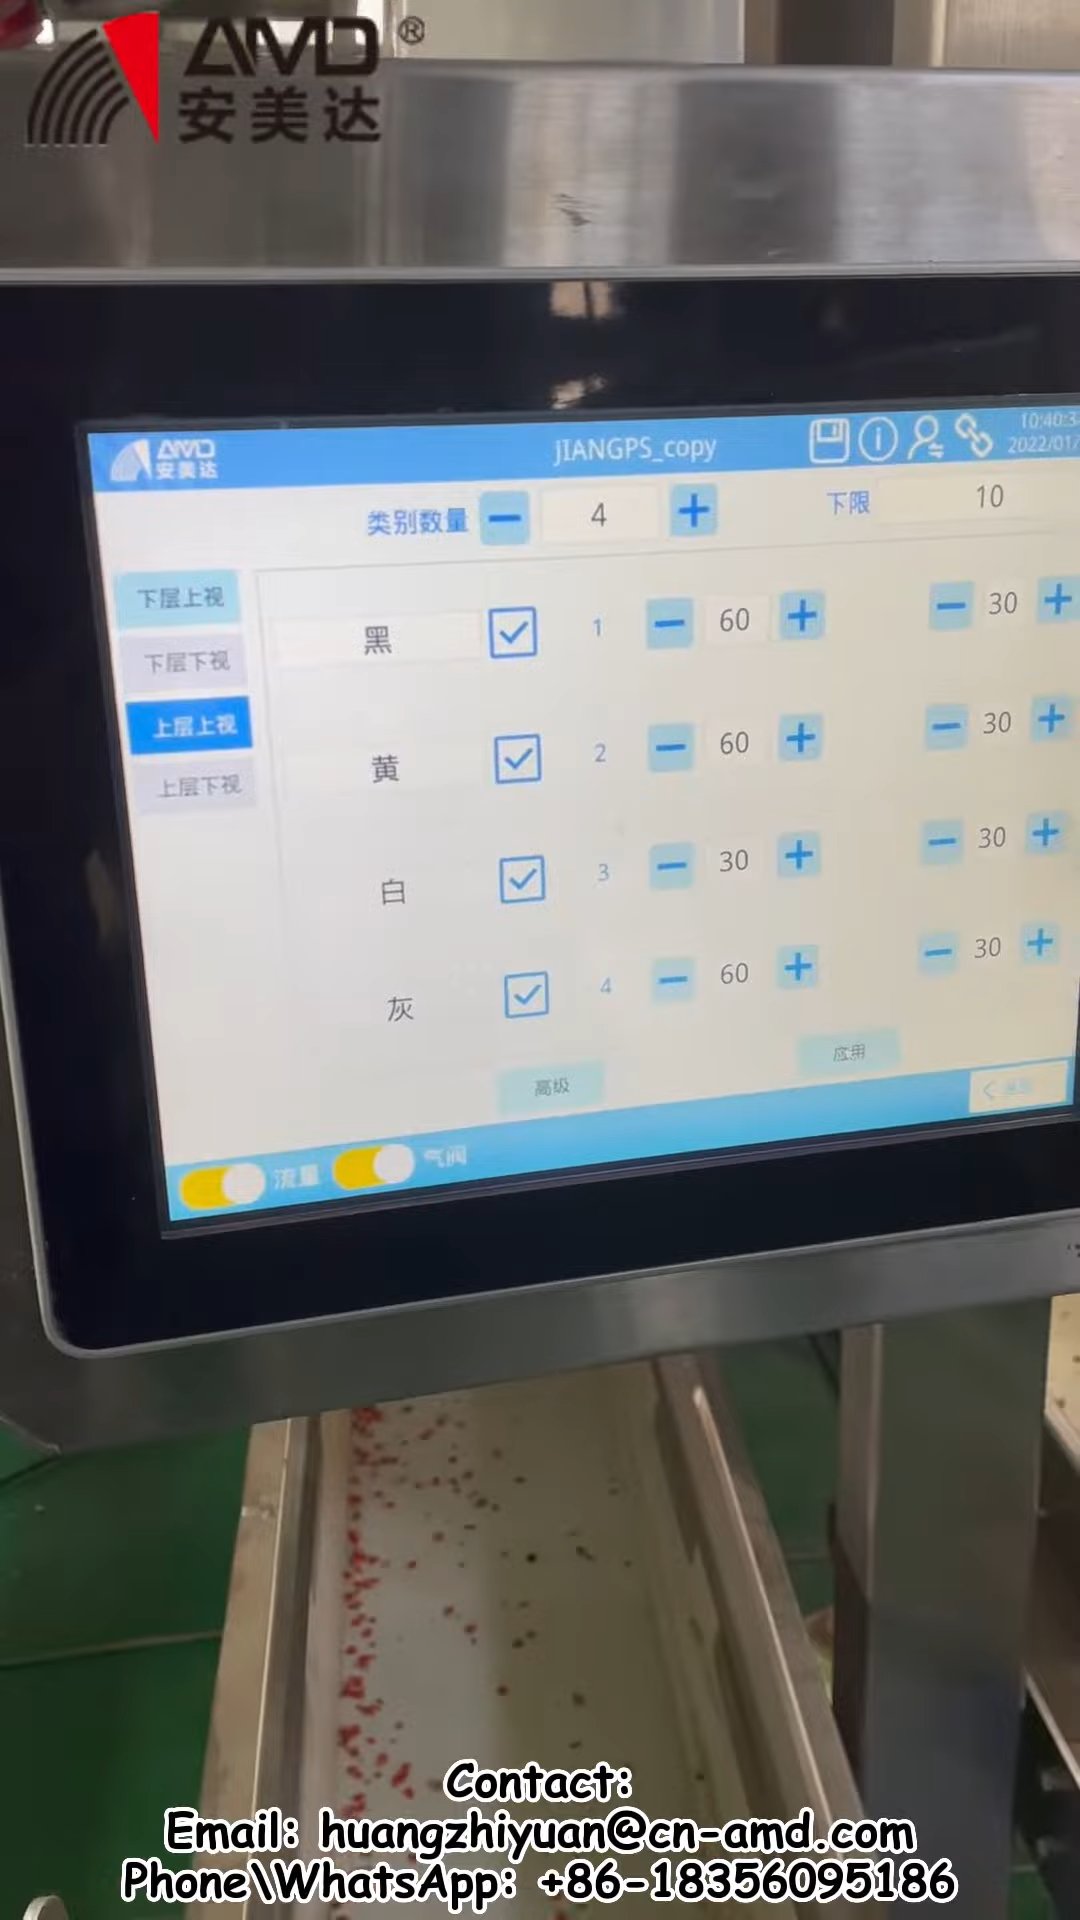 AMD®
安美达
AMD
安美达
JIANGPS_copy
10:40:3
2022/01/
类别数量 4 下限 10
下层上视
下层下视
上层上视
上层下视
黑 1 60 30
黄 2 60 30
白 3 30 30
灰 4 60 30
高级 应用
流量 气阀
Contact:
Email: huangzhiyuan@cn-amd.com
Phone\WhatsApp: +86-18356095186